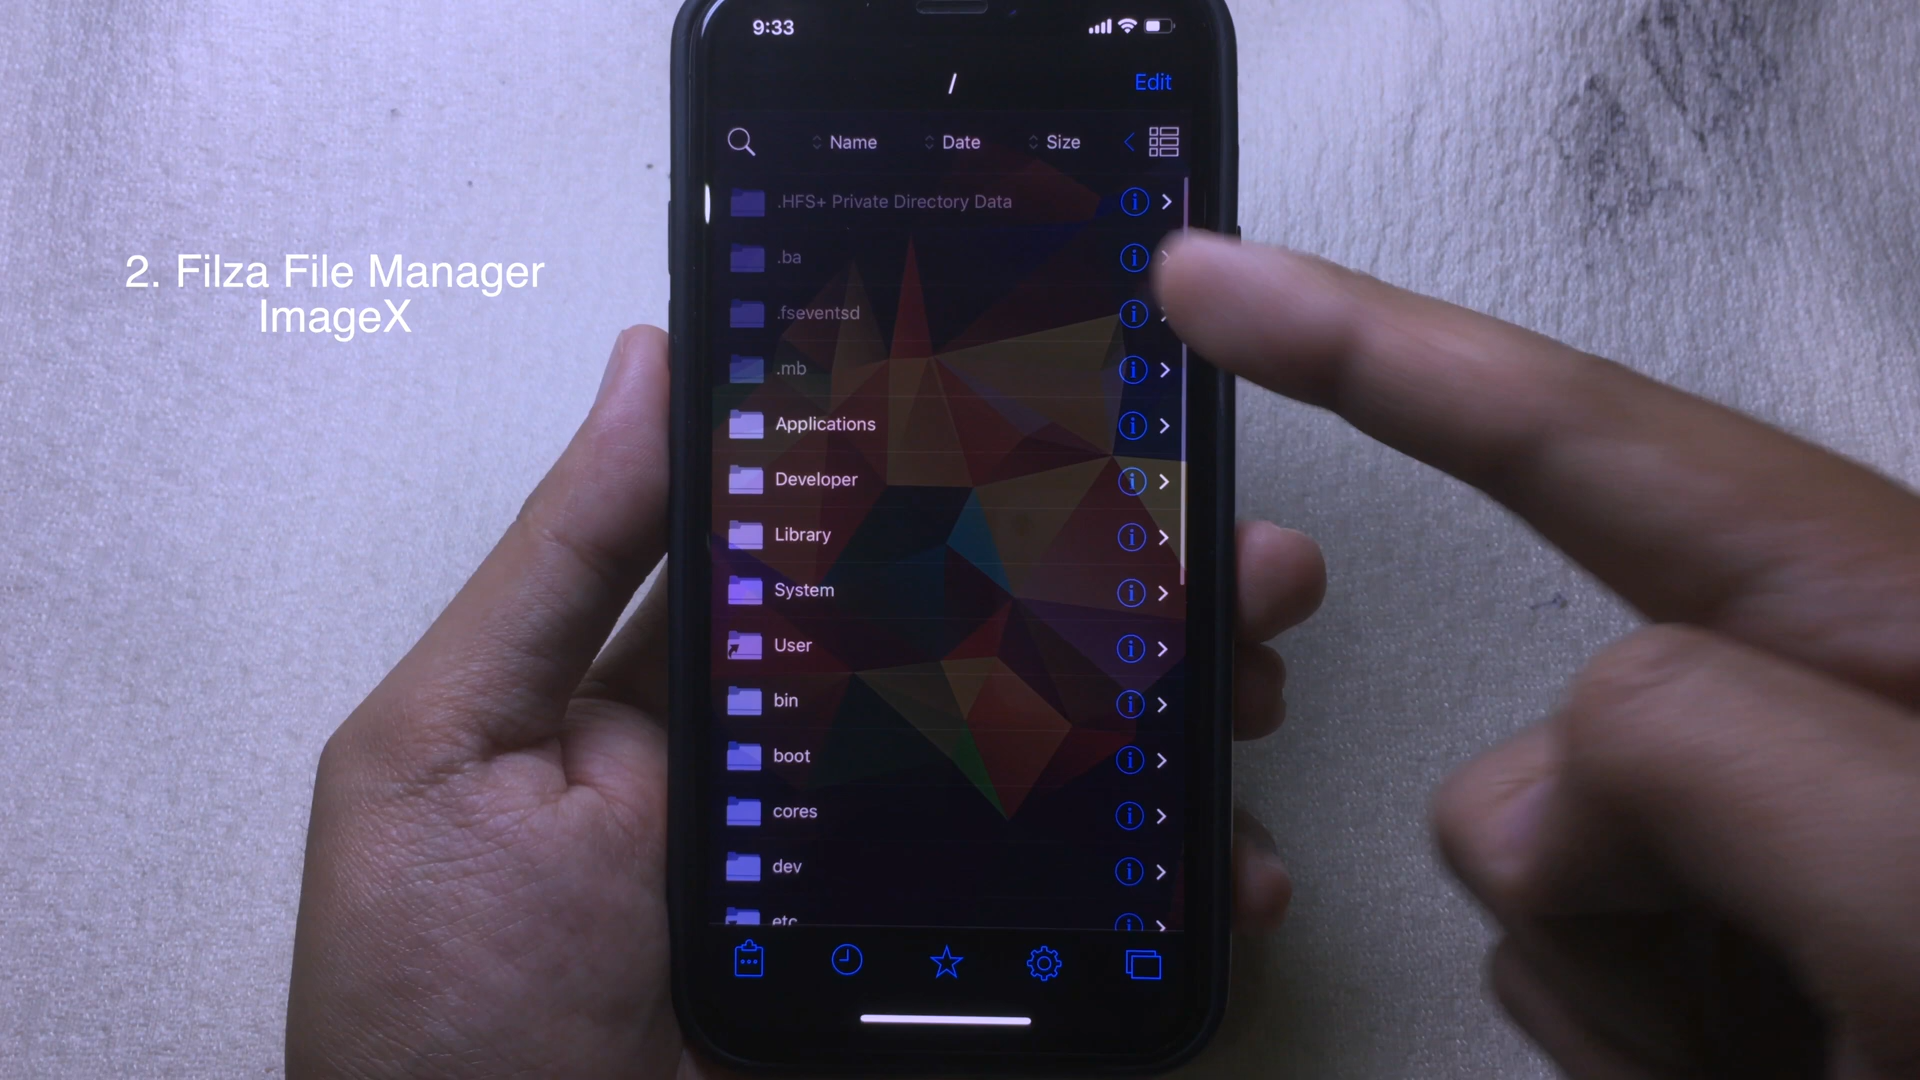 9:33
/
Edit
Name Date Size
.HFS+ Private Directory Data
.ba
.fseventsd
.mb
Applications
Developer
Library
System
User
bin
boot
cores
dev
etc
2. Filza File Manager
ImageX